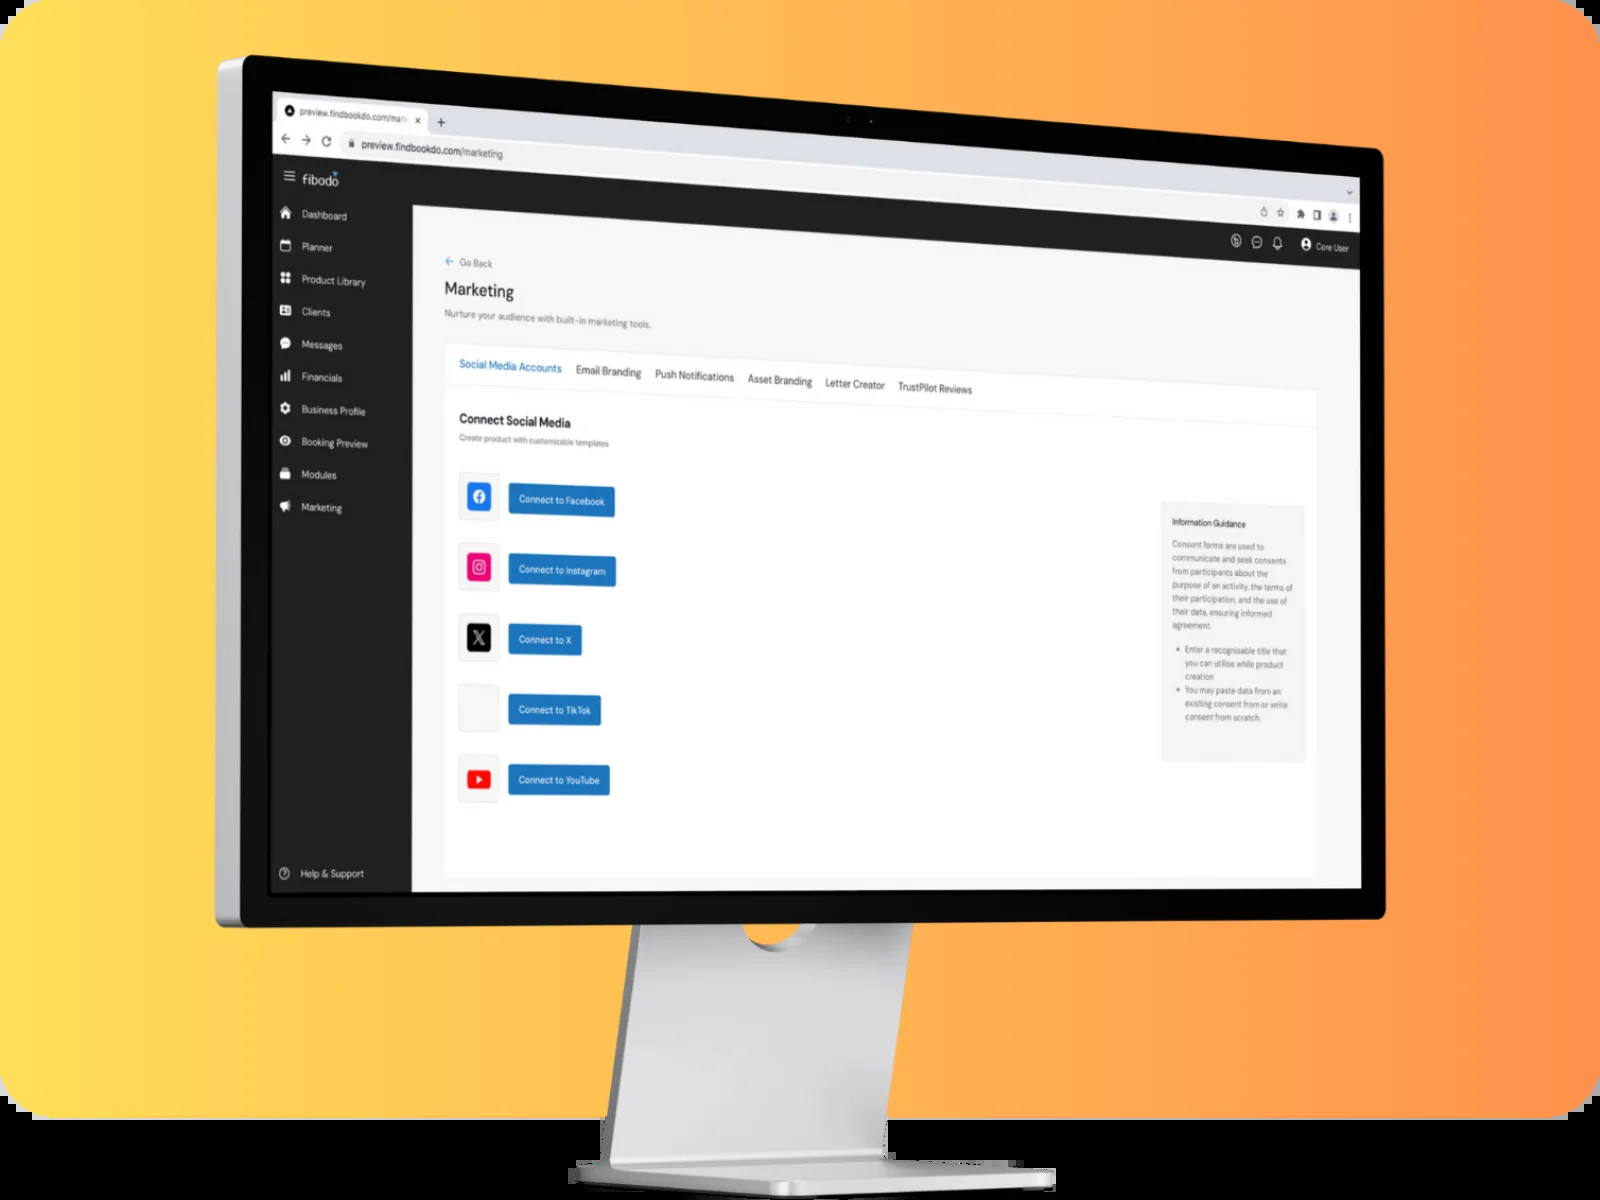 preview.findbookdo.com/mar
preview.findbookdo.com/marketing
fibodo
Core User
Dashboard
Planner
Product Library
Clients
Messages
Financials
Business Profile
Booking Preview
Modules
Marketing
Help & Support
Go Back
Marketing
Nurture your audience with built-in marketing tools.
Social Media Accounts Email Branding Push Notifications Asset Branding Letter Creator TrustPilot Reviews
Connect Social Media
Create product with customizable templates
Connect to Facebook
Connect to Instagram
Connect to X
Connect to TikTok
Connect to YouTube
Information Guidance
Consent forms are used to
communicate and seek consents
from participants about the
purpose of an activity, the terms of
their participation, and the use of
their data, ensuring informed
agreement.
• Enter a recognisable title that
you can utilise while product
creation
• You may paste data from an
existing consent from or write
consent from scratch.